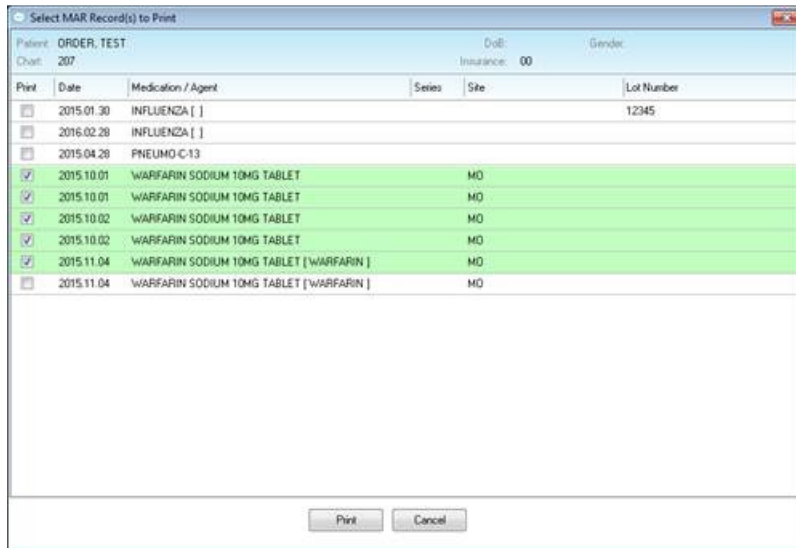 Select MAR Record(s) to Print
Patient: ORDER, TEST DoB: Gender:
Chart: 207 Insurance: 00
Print Date Medication / Agent Series Site Lot Number
2015.01.30 INFLUENZA [ ] 12345
2016.02.28 INFLUENZA [ ]
2015.04.28 PNEUMO-C-13
2015.10.01 WARFARIN SODIUM 10MG TABLET MO
2015.10.01 WARFARIN SODIUM 10MG TABLET MO
2015.10.02 WARFARIN SODIUM 10MG TABLET MO
2015.10.02 WARFARIN SODIUM 10MG TABLET MO
2015.11.04 WARFARIN SODIUM 10MG TABLET [ WARFARIN ] MO
2015.11.04 WARFARIN SODIUM 10MG TABLET [ WARFARIN ] MO
Print Cancel